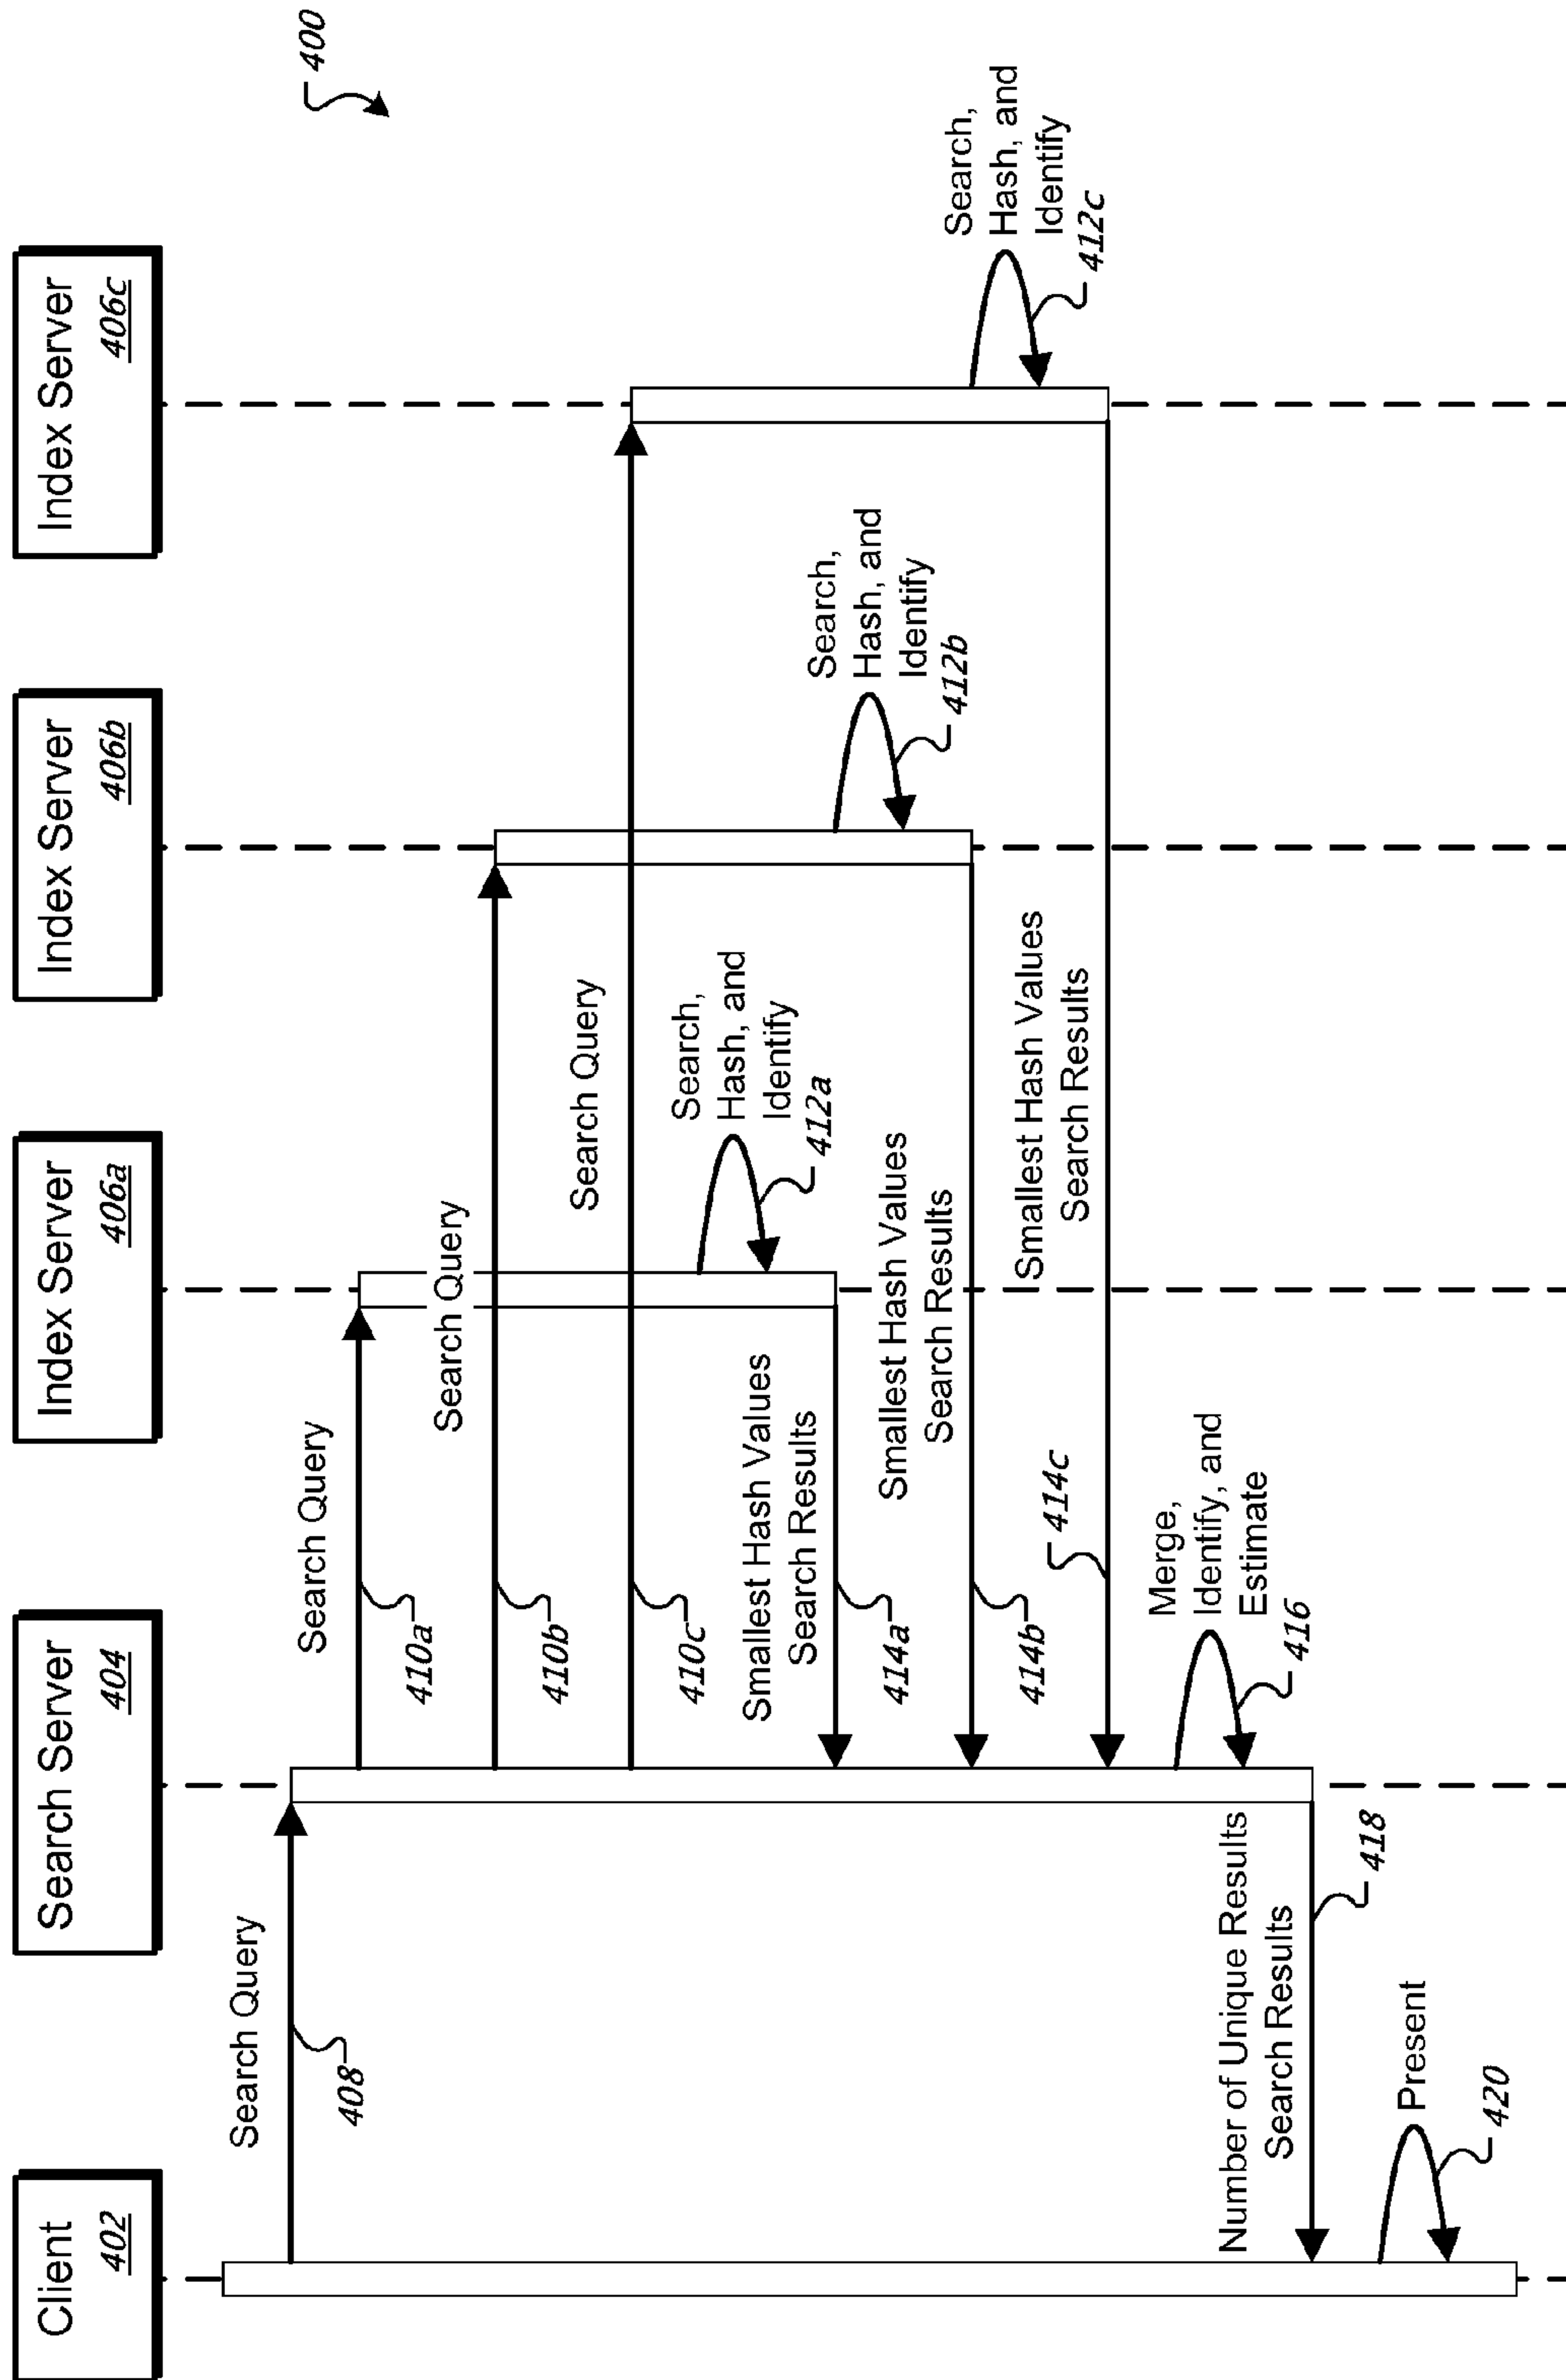 400
Client
402
Search Server
404
Index Server
406a
Index Server
406b
Index Server
406c
Search Query
408
Search Query
410a
Search Query
410b
Search Query
410c
Search,
Hash, and
Identify
412a
Smallest Hash Values
Search Results
414a
Search,
Hash, and
Identify
412b
Smallest Hash Values
Search Results
414b
Search,
Hash, and
Identify
412c
Smallest Hash Values
Search Results
414c
Merge,
Identify, and
Estimate
416
Number of Unique Results
Search Results
418
Present
420